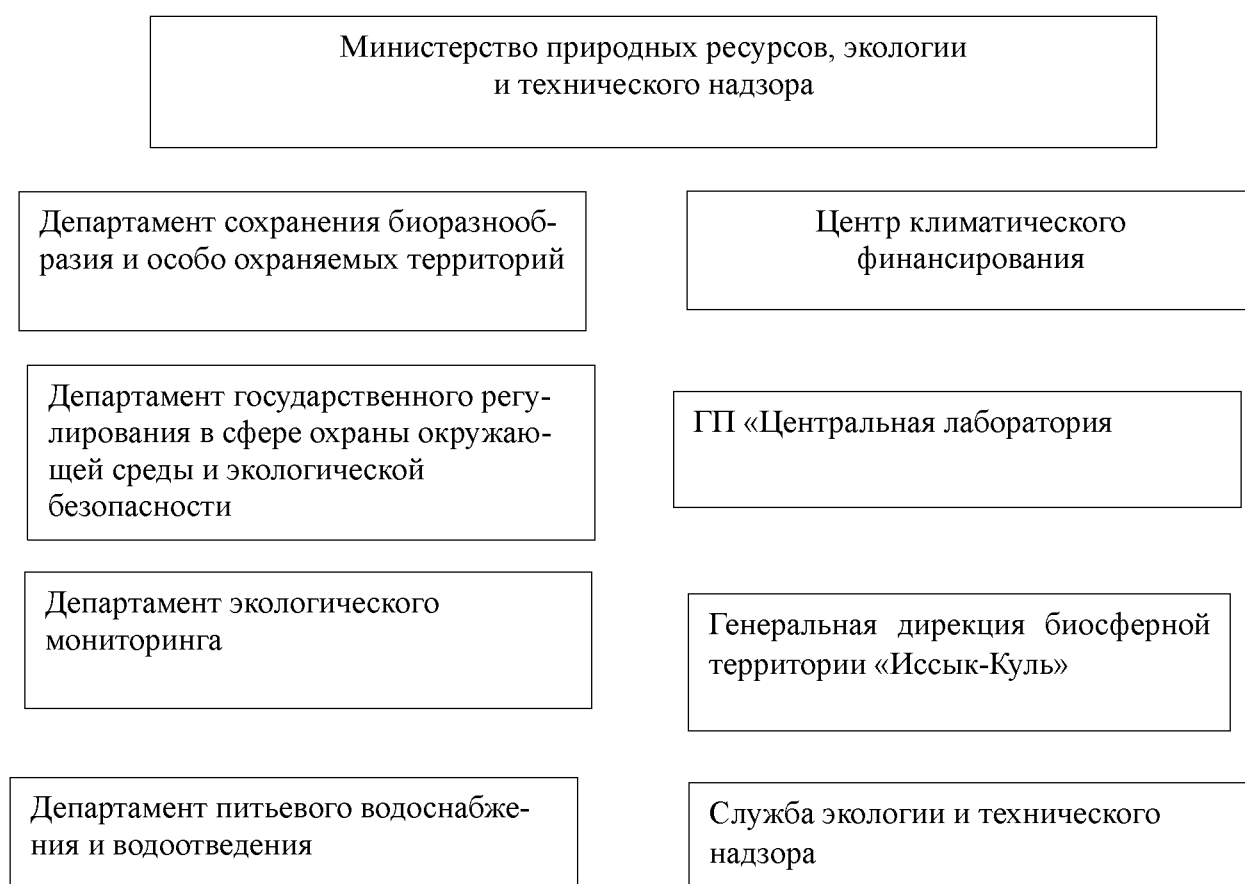 Министерство природных ресурсов, экологии
и технического надзора
Департамент сохранения биоразнооб-
разия и особо охраняемых территорий
Центр климатического
финансирования
Департамент государственного регу-
лирования в сфере охраны окружаю-
щей среды и экологической
безопасности
ГП «Центральная лаборатория
Департамент экологического
мониторинга
Генеральная дирекция биосферной
территории «Иссык-Куль»
Департамент питьевого водоснабже-
ния и водоотведения
Служба экологии и технического
надзора